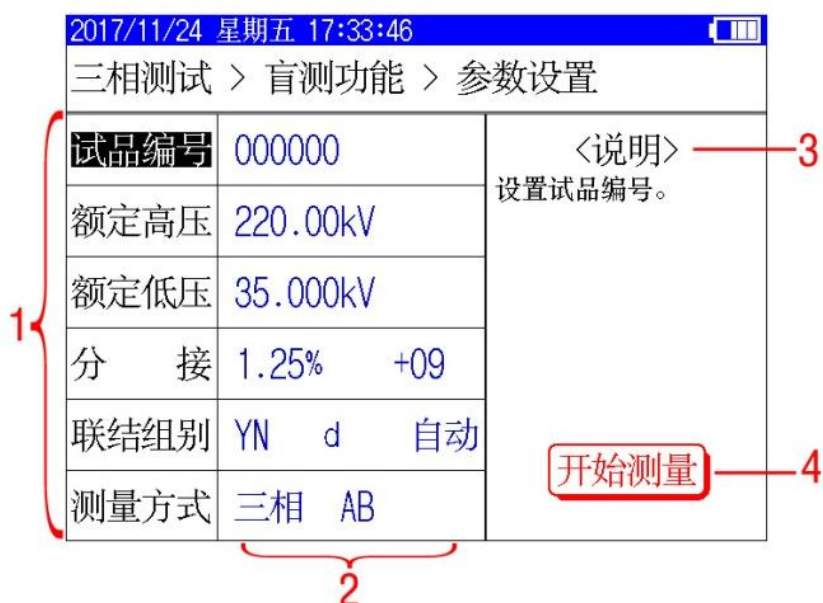 2017/11/24 星期五 17:33:46
三相测试 > 盲测功能 > 参数设置
试品编号 000000
额定高压 220.00kV
额定低压 35.000kV
分 接 1.25% +09
联结组别 YN d 自动
测量方式 三相 AB
<说明>
设置试品编号。
开始测量
1
2
3
4